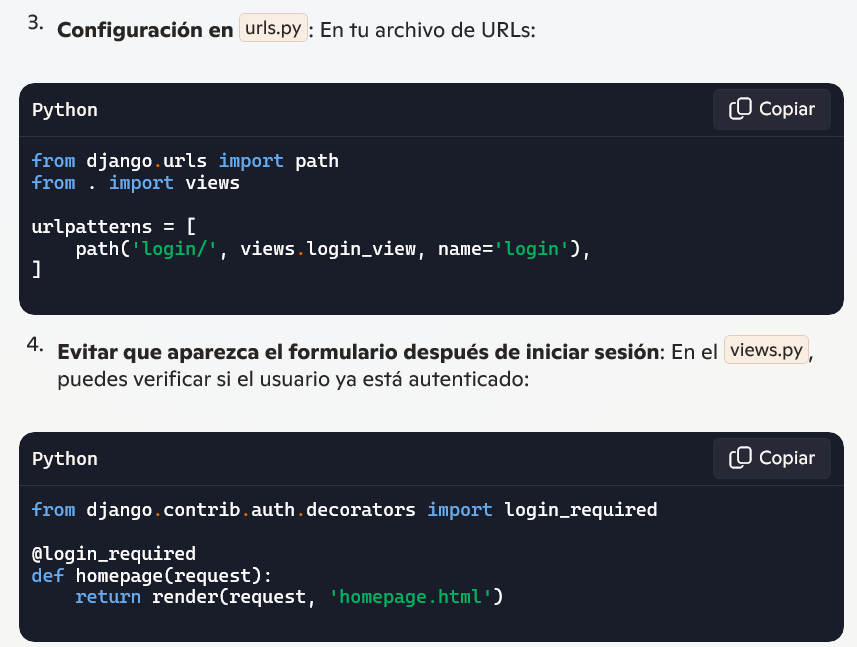 3. Configuración en urls.py: En tu archivo de URLs:
Python
Copiar
from django.urls import path
from . import views
urlpatterns = [
    path('login/', views.login_view, name='login'),
]
4. Evitar que aparezca el formulario después de iniciar sesión: En el views.py,
puedes verificar si el usuario ya está autenticado:
Python
Copiar
from django.contrib.auth.decorators import login_required
@login_required
def homepage(request):
    return render(request, 'homepage.html')